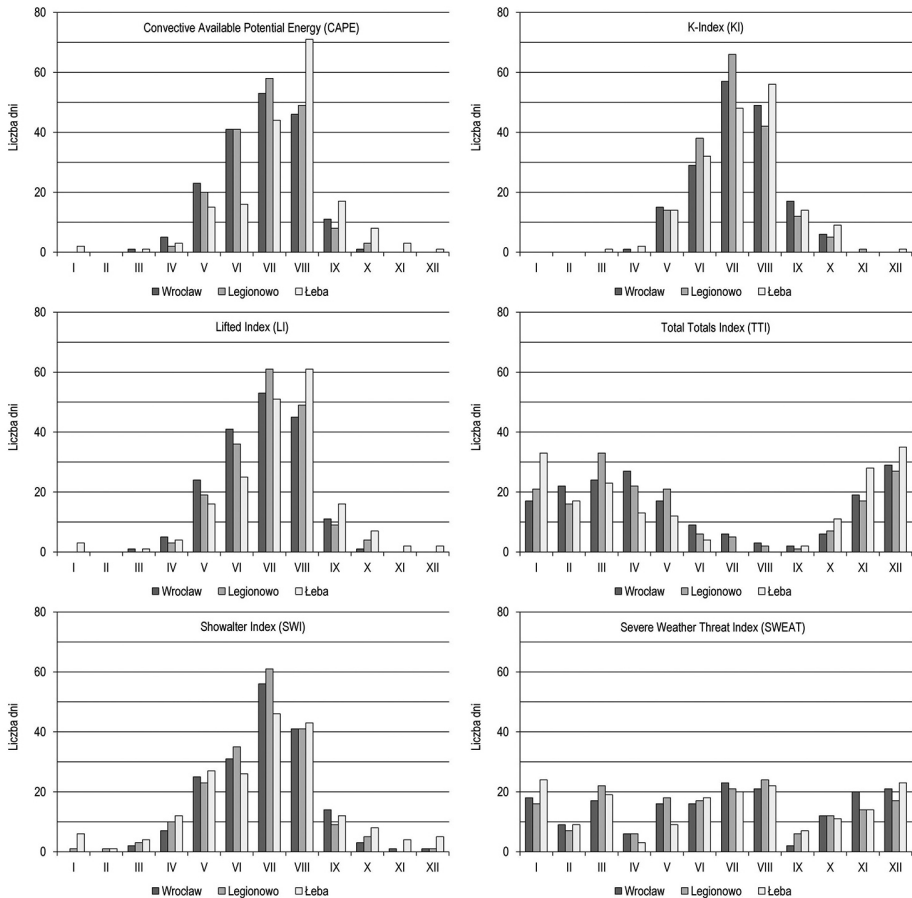 Convective Available Potential Energy (CAPE)
80
60
40
20
0
Liczba dni
I II III IV V VI VII VIII IX X XI XII
Wrocław Legionowo Łeba
K-Index (KI)
80
60
40
20
0
Liczba dni
I II III IV V VI VII VIII IX X XI XII
Wrocław Legionowo Łeba
Lifted Index (LI)
80
60
40
20
0
Liczba dni
I II III IV V VI VII VIII IX X XI XII
Wrocław Legionowo Łeba
Total Totals Index (TTI)
80
60
40
20
0
Liczba dni
I II III IV V VI VII VIII IX X XI XII
Wrocław Legionowo Łeba
Showalter Index (SWI)
80
60
40
20
0
Liczba dni
I II III IV V VI VII VIII IX X XI XII
Wrocław Legionowo Łeba
Severe Weather Threat Index (SWEAT)
80
60
40
20
0
Liczba dni
I II III IV V VI VII VIII IX X XI XII
Wrocław Legionowo Łeba